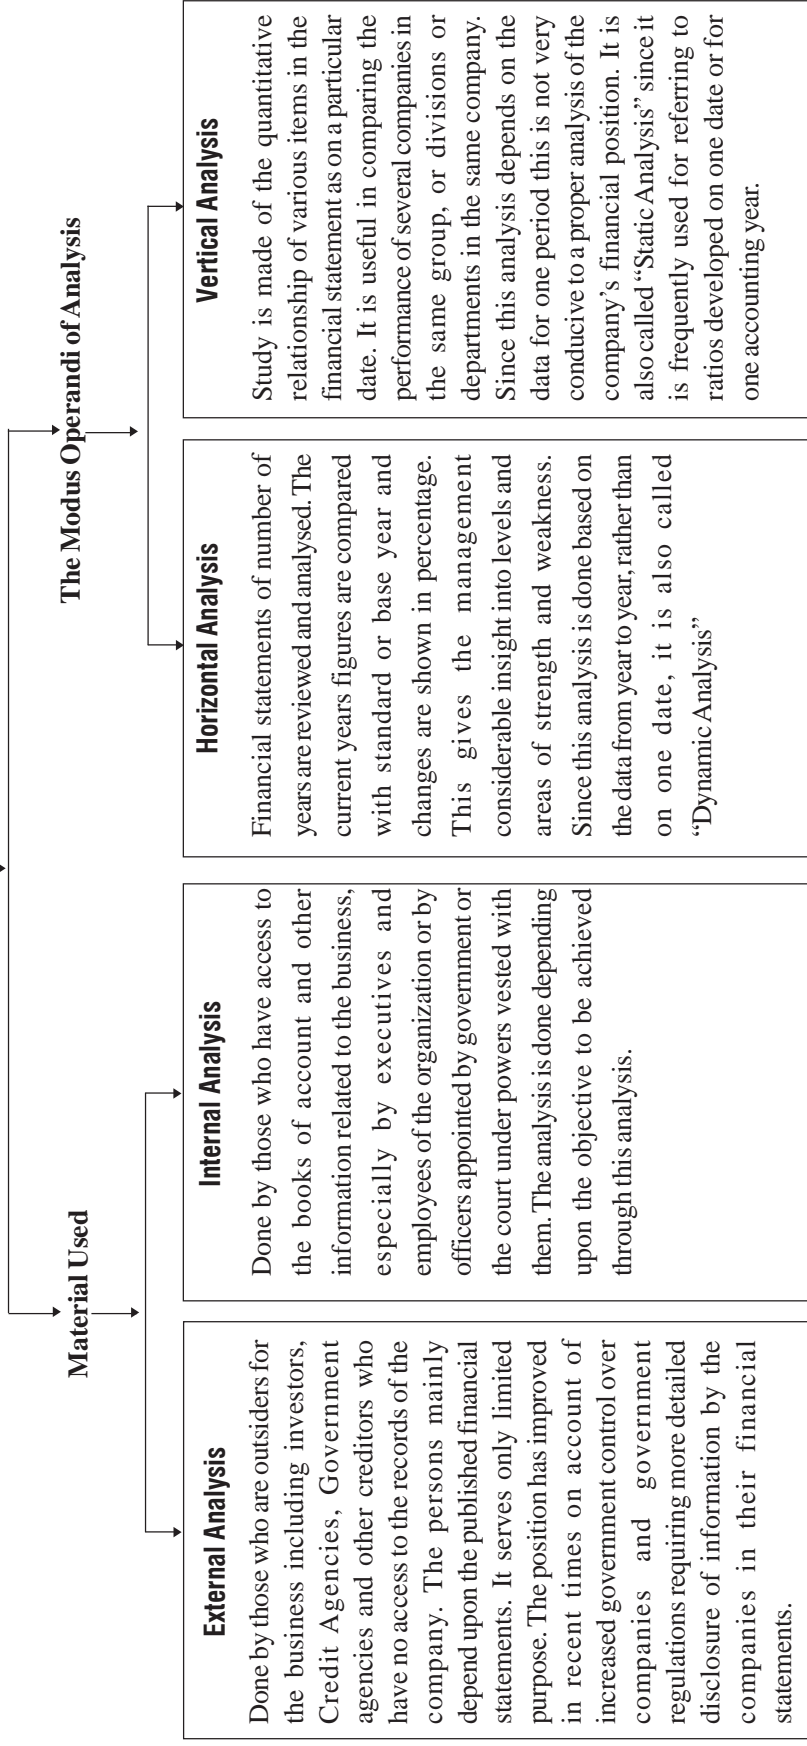 Material Used
The Modus Operandi of Analysis
External Analysis
Done by those who are outsiders for
the business including investors,
Credit Agencies, Government
agencies and other creditors who
have no access to the records of the
company. The persons mainly
depend upon the published financial
statements. It serves only limited
purpose. The position has improved
in recent times on account of
increased government control over
companies and government
regulations requiring more detailed
disclosure of information by the
companies in their financial
statements.
Internal Analysis
Done by those who have access to
the books of account and other
information related to the business,
especially by executives and
employees of the organization or by
officers appointed by government or
the court under powers vested with
them. The analysis is done depending
upon the objective to be achieved
through this analysis.
Horizontal Analysis
Financial statements of number of
years are reviewed and analysed. The
current years figures are compared
with standard or base year and
changes are shown in percentage.
This gives the management
considerable insight into levels and
areas of strength and weakness.
Since this analysis is done based on
the data from year to year, rather than
on one date, it is also called
“Dynamic Analysis”
Vertical Analysis
Study is made of the quantitative
relationship of various items in the
financial statement as on a particular
date. It is useful in comparing the
performance of several companies in
the same group, or divisions or
departments in the same company.
Since this analysis depends on the
data for one period this is not very
conducive to a proper analysis of the
company’s financial position. It is
also called “Static Analysis” since it
is frequently used for referring to
ratios developed on one date or for
one accounting year.